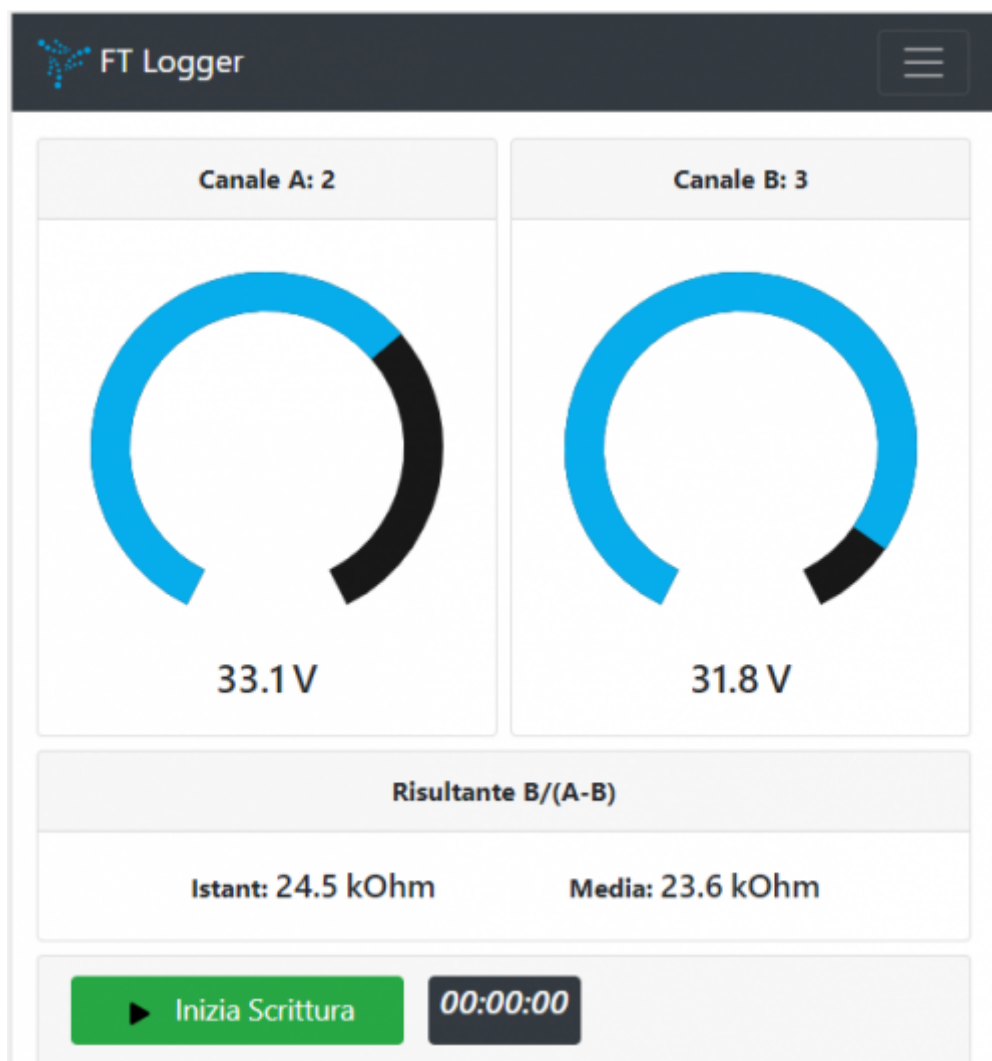 FT Logger
Canale A: 2
33.1 V
Canale B: 3
31.8 V
Risultante B/(A-B)
Istant: 24.5 kOhm
Media: 23.6 kOhm
Inizia Scrittura
00:00:00